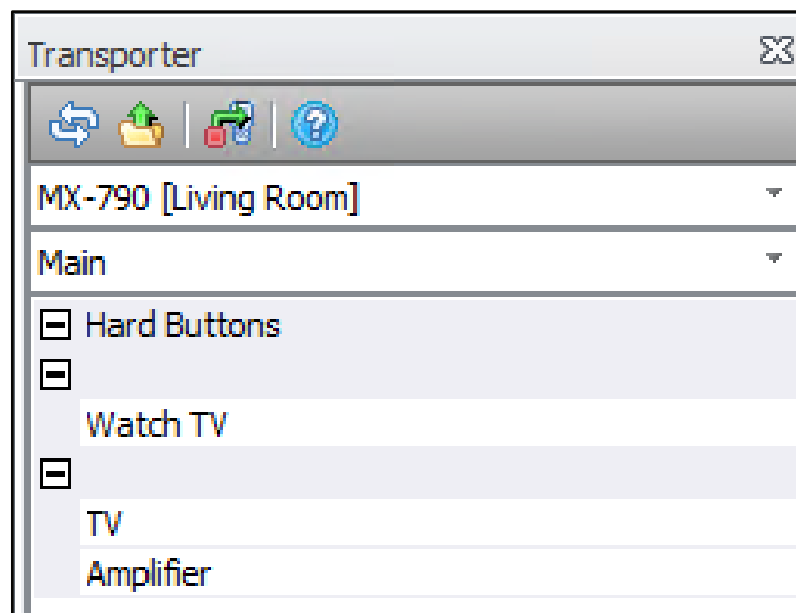 Transporter
MX-790 [Living Room]
Main
Hard Buttons
Watch TV
TV
Amplifier